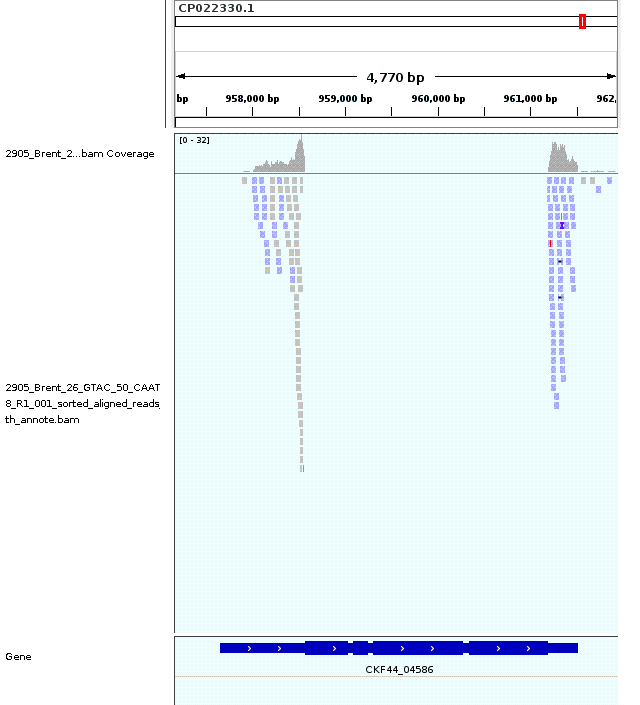 CP022330.1
4,770 bp
bp 958,000 bp 959,000 bp 960,000 bp 961,000 bp 962,
[0 - 32]
2905_Brent_2...bam Coverage
2905_Brent_26_GTAC_50_CAAT
8_R1_001_sorted_aligned_reads_
th_annote.bam
Gene
CKF44_04586